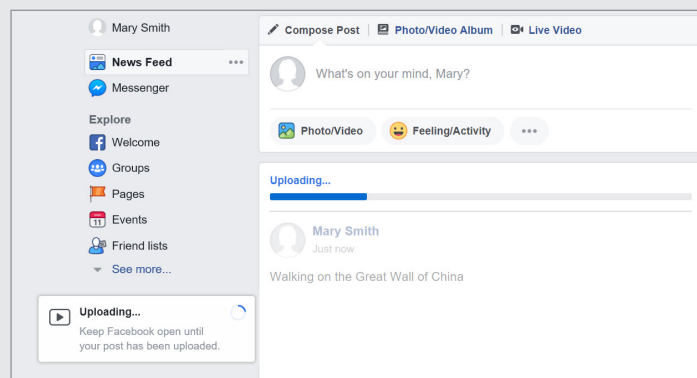 Mary Smith
News Feed
Messenger
Explore
Welcome
Groups
Pages
11
Events
Friend lists
See more...
Uploading...
Keep Facebook open until
your post has been uploaded.
Compose Post
Photo/Video Album
Live Video
What's on your mind, Mary?
Photo/Video
Feeling/Activity
Uploading...
Mary Smith
Just now
Walking on the Great Wall of China